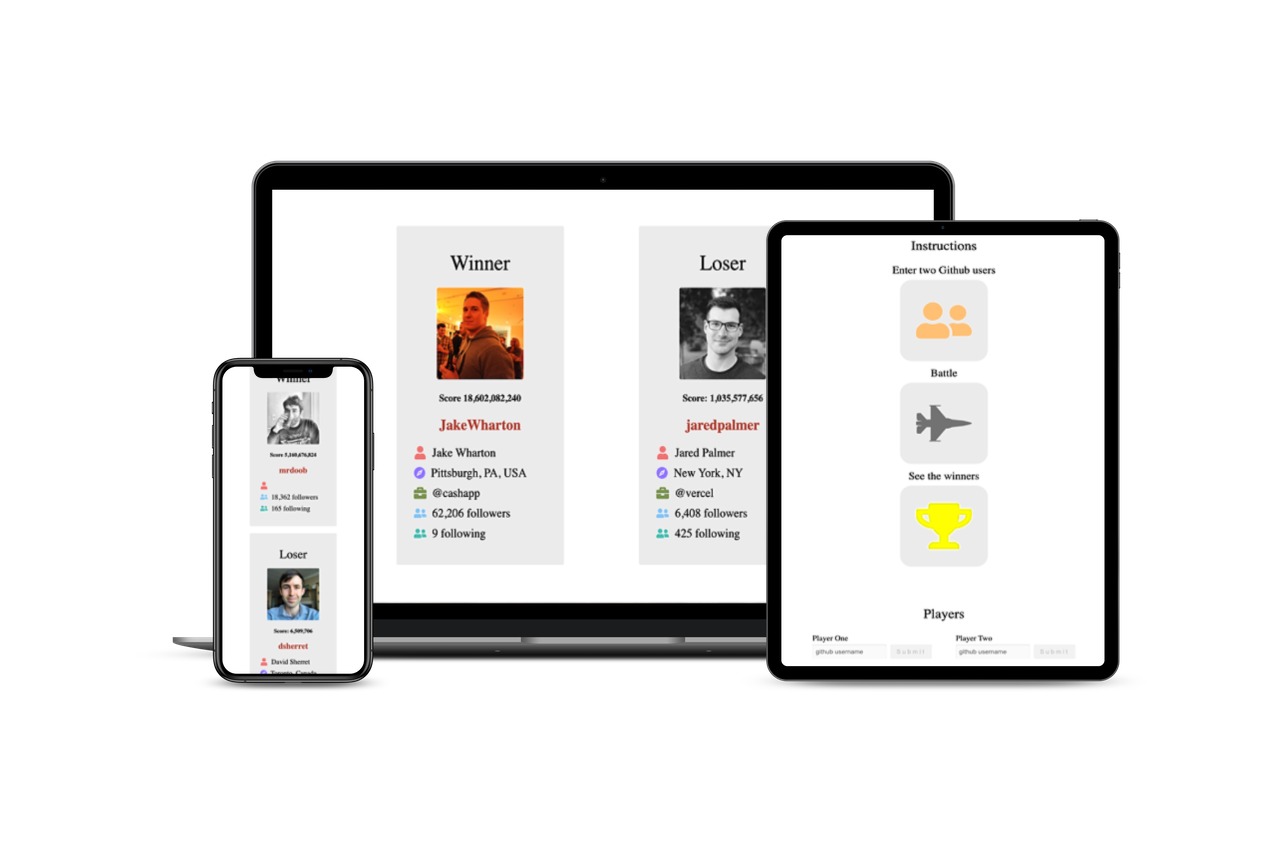 Winner
Score 18,602,082,240
JakeWharton
Jake Wharton
Pittsburgh, PA, USA
@cashapp
62,206 followers
9 following
Loser
Score: 1,035,577,656
jaredpalmer
Jared Palmer
New York, NY
@vercel
6,408 followers
425 following
Winner
Score 5,160,676,824
mrdoob
18,362 followers
165 following
Loser
Score: 6,509,706
dsherret
David Sherret
Toronto, Canada
Instructions
Enter two Github users
Battle
See the winners
Players
Player One
github username
Submit
Player Two
github username
Submit